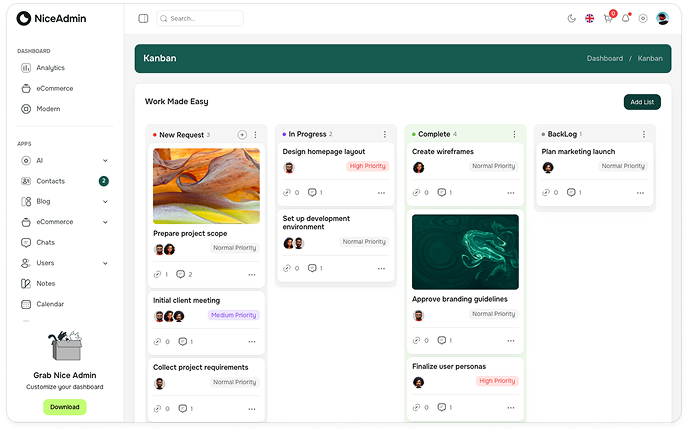 NiceAdmin
Search...
0
DASHBOARD
Analytics
eCommerce
Modern
APPS
AI
Contacts 2
Blog
eCommerce
Chats
Users
Notes
Calendar
Grab Nice Admin
Customize your dashboard
Download
Kanban
Dashboard / Kanban
Work Made Easy
Add List
New Request 3
Prepare project scope
Normal Priority
1 2
Initial client meeting
Medium Priority
0 1
Collect project requirements
Normal Priority
0 1
In Progress 2
Design homepage layout
High Priority
0 1
Set up development
environment
Normal Priority
0 1
Complete 4
Create wireframes
Normal Priority
0 1
Approve branding guidelines
Normal Priority
0 1
Finalize user personas
High Priority
0 1
BackLog 1
Plan marketing launch
Normal Priority
0 1